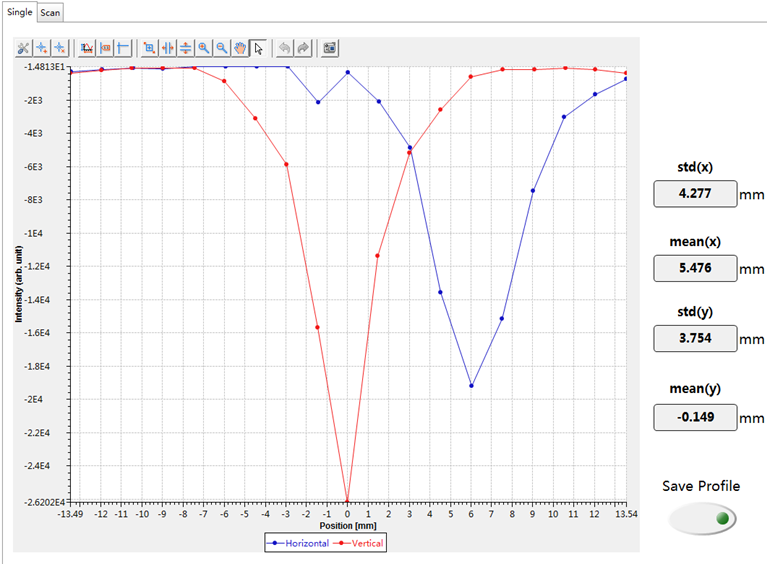 Single Scan
-1.4813E1
-2E3
-4E3
-6E3
-8E3
-1E4
-1.2E4
-1.4E4
-1.6E4
-1.8E4
-2E4
-2.2E4
-2.4E4
-2.6202E4
Intensity (arb. unit)
-13.49 -12 -11 -10 -9 -8 -7 -6 -5 -4 -3 -2 -1 0 1 2 3 4 5 6 7 8 9 10 11 12 13.54
Position [mm]
Horizontal Vertical
std(x)
4.277 mm
mean(x)
5.476 mm
std(y)
3.754 mm
mean(y)
-0.149 mm
Save Profile